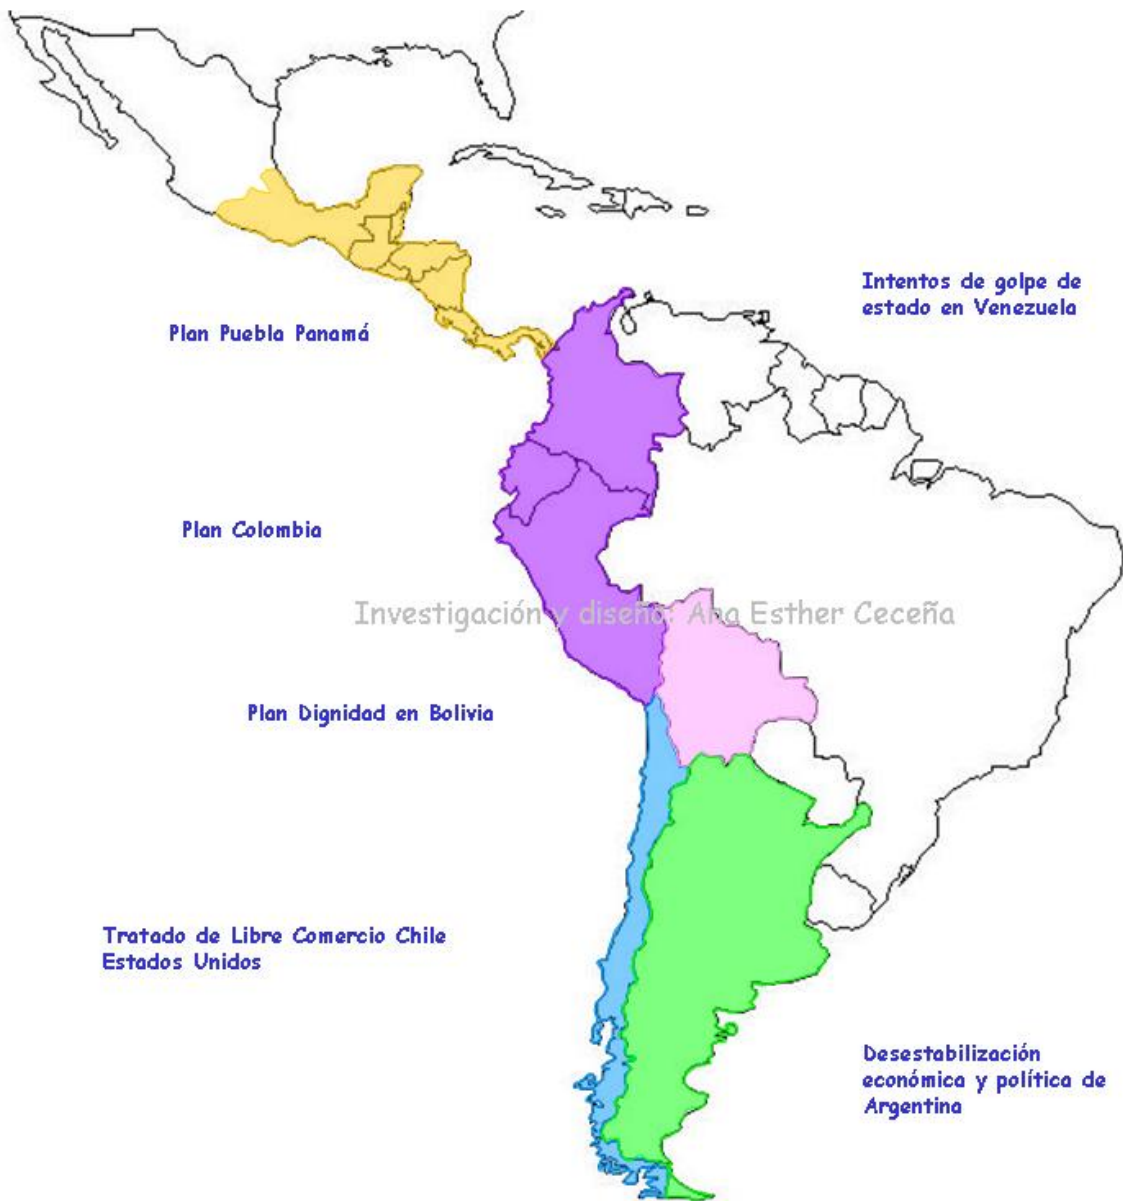 Intentos de golpe de
estado en Venezuela
Plan Puebla Panamá
Plan Colombia
Investigación y diseño: Ana Esther Ceceña
Plan Dignidad en Bolivia
Tratado de Libre Comercio Chile
Estados Unidos
Desestabilización
económica y política de
Argentina